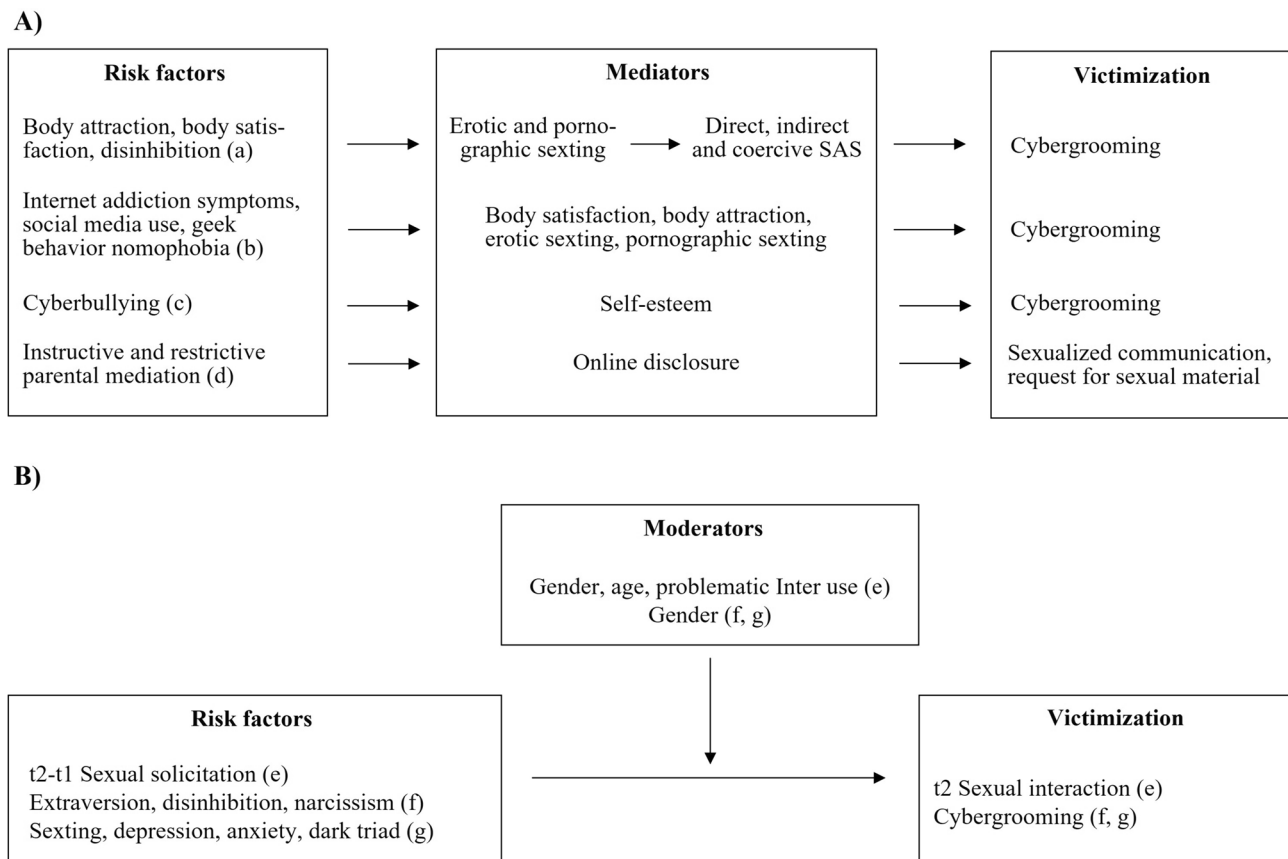 A)
Risk factors
Body attraction, body satis-
faction, disinhibition (a)
Internet addiction symptoms,
social media use, geek
behavior nomophobia (b)
Cyberbullying (c)
Instructive and restrictive
parental mediation (d)
Mediators
Erotic and porno-
graphic sexting
Direct, indirect
and coercive SAS
Body satisfaction, body attraction,
erotic sexting, pornographic sexting
Self-esteem
Online disclosure
Victimization
Cybergrooming
Cybergrooming
Cybergrooming
Sexualized communication,
request for sexual material
B)
Moderators
Gender, age, problematic Inter use (e)
Gender (f, g)
Risk factors
t2-t1 Sexual solicitation (e)
Extraversion, disinhibition, narcissism (f)
Sexting, depression, anxiety, dark triad (g)
Victimization
t2 Sexual interaction (e)
Cybergrooming (f, g)